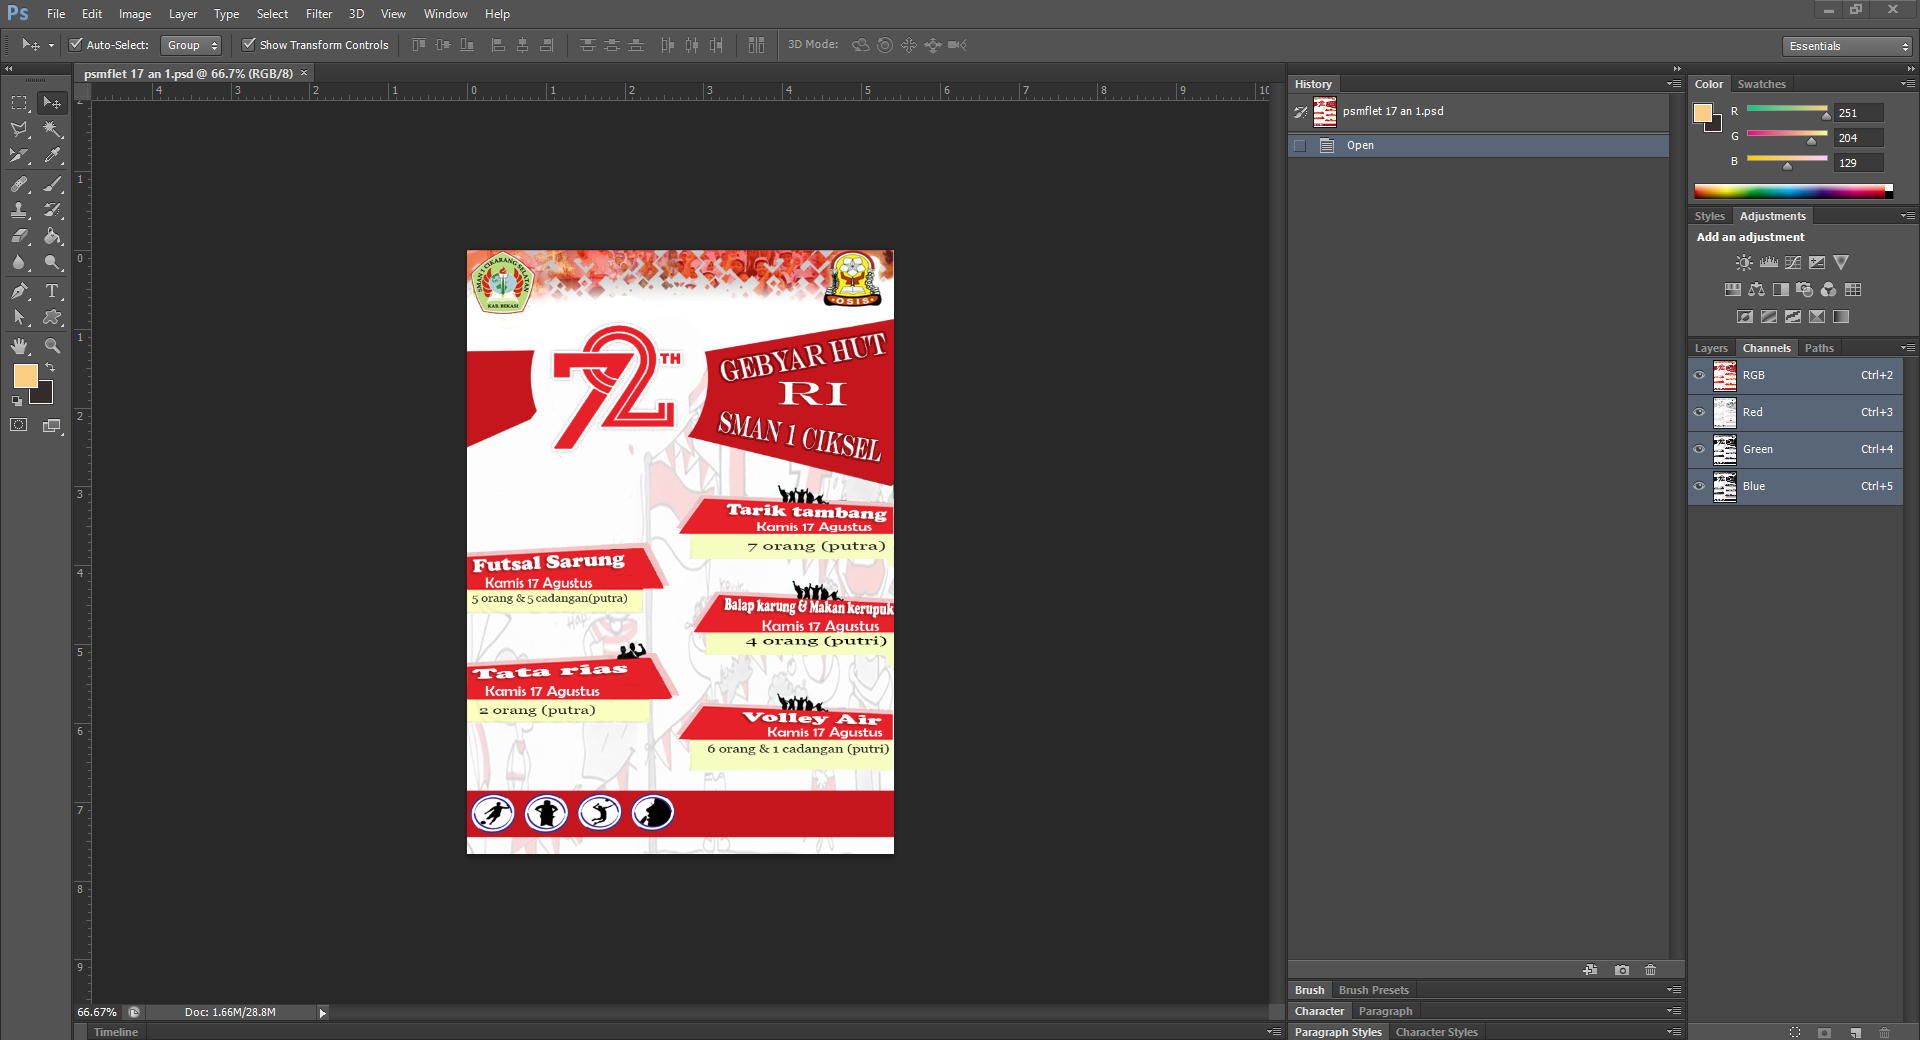 Ps File Edit Image Layer Type Select Filter 3D View Window Help
Auto-Select: Group Show Transform Controls 3D Mode: Essentials
psmflet 17 an 1.psd @ 66.7% (RGB/8) ×
4 3 2 1 0 1 2 3 4 5 6 7 8 9 10
2
1
0
1
2
3
4
5
6
7
8
9
SMAN 1 CIKARANG SELATAN
KAB. BEKASI
OSIS
72 TH
GEBYAR HUT
RI
SMAN 1 CIKSEL
Tarik tambang
Kamis 17 Agustus
7 orang (putra)
Futsal Sarung
Kamis 17 Agustus
5 orang & 5 cadangan(putra)
Balap karung & Makan kerupuk
Kamis 17 Agustus
4 orang (putri)
Tata rias
Kamis 17 Agustus
2 orang (putra)
Volley Air
Kamis 17 Agustus
6 orang & 1 cadangan (putri)
66.67% Doc: 1.66M/28.8M
Timeline
History
psmflet 17 an 1.psd
Open
Brush Brush Presets
Character Paragraph
Paragraph Styles Character Styles
Color Swatches
R 251
G 204
B 129
Styles Adjustments
Add an adjustment
Layers Channels Paths
RGB Ctrl+2
Red Ctrl+3
Green Ctrl+4
Blue Ctrl+5